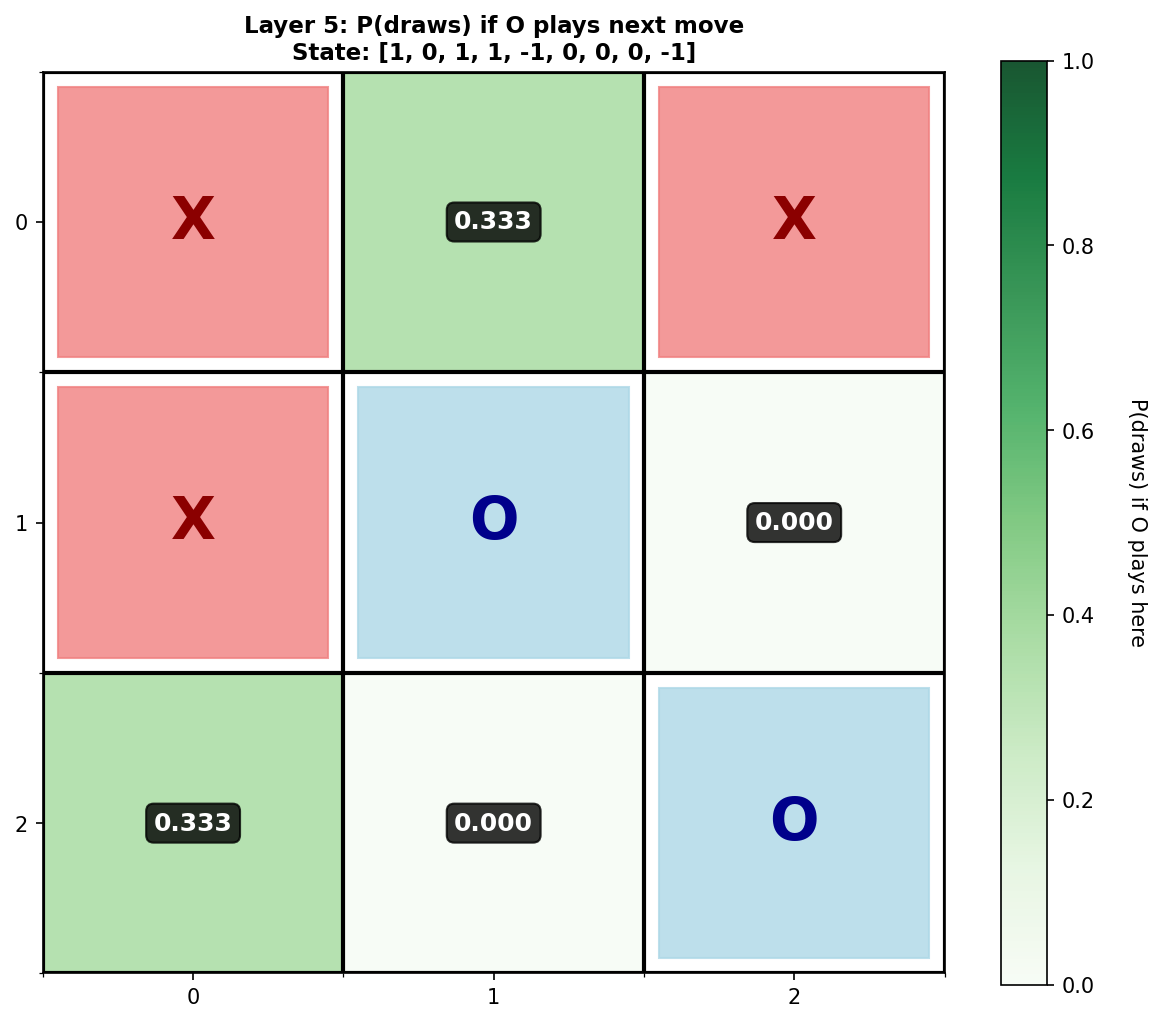 Layer 5: P(draws) if O plays next move
State: [1, 0, 1, 1, -1, 0, 0, 0, -1]
X 0.333 X
X O 0.000
0.333 0.000 O
0
1
2
0 1 2
1.0
0.8
0.6
0.4
0.2
0.0
P(draws) if O plays here